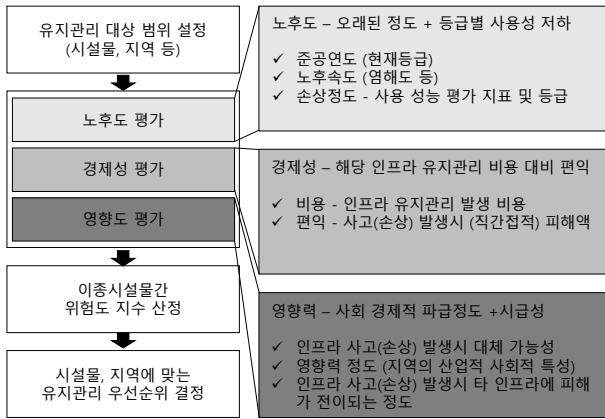 유지관리 대상 범위 설정
(시설물, 지역 등)
노후도 평가
경제성 평가
영향도 평가
이종시설물간
위험도 지수 산정
시설물, 지역에 맞는
유지관리 우선순위 결정
노후도 – 오래된 정도 + 등급별 사용성 저하
✓ 준공연도 (현재등급)
✓ 노후속도 (염해도 등)
✓ 손상정도 - 사용 성능 평가 지표 및 등급
경제성 – 해당 인프라 유지관리 비용 대비 편익
✓ 비용 - 인프라 유지관리 발생 비용
✓ 편익 - 사고(손상) 발생시 (직간접적) 피해액
영향력 – 사회 경제적 파급정도 +시급성
✓ 인프라 사고(손상) 발생시 대체 가능성
✓ 영향력 정도 (지역의 산업적 사회적 특성)
✓ 인프라 사고(손상) 발생시 타 인프라에 피해
가 전이되는 정도